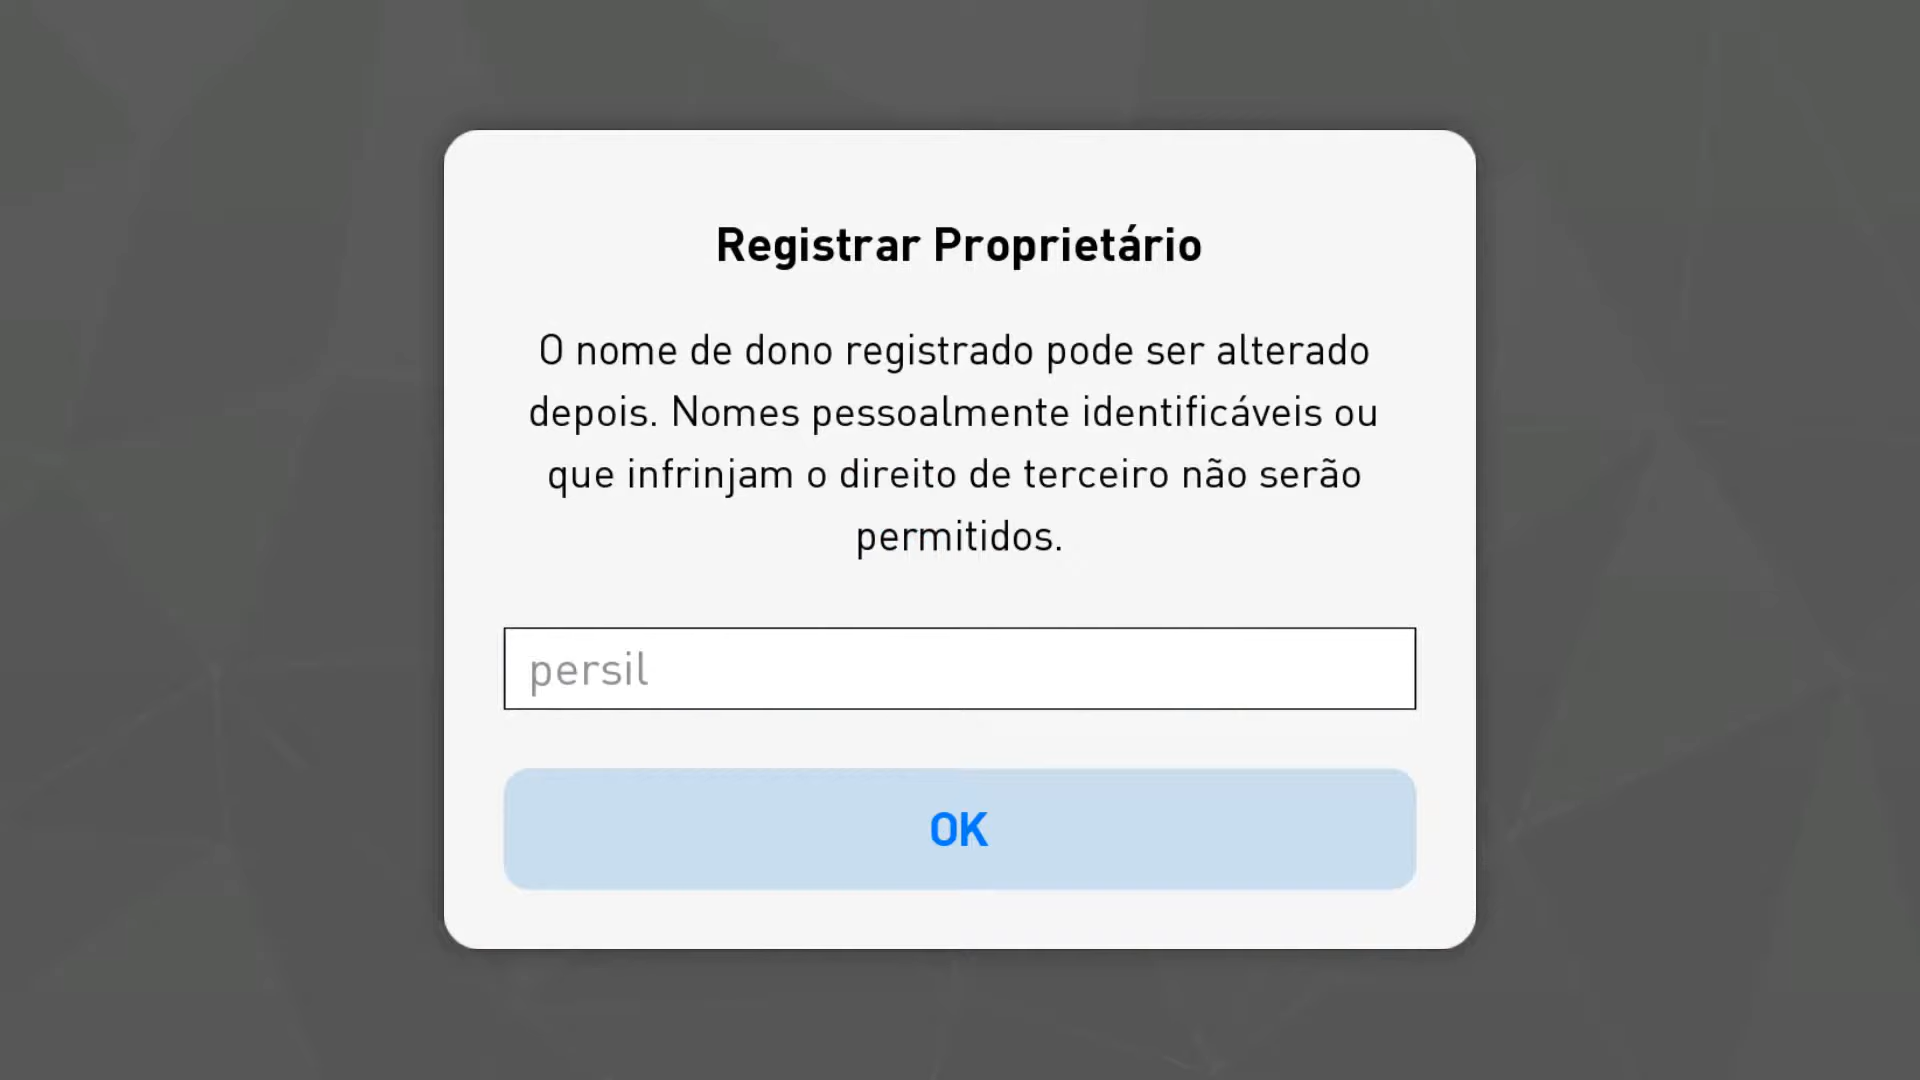 Registrar Proprietário
O nome de dono registrado pode ser alterado
depois. Nomes pessoalmente identificáveis ou
que infrinjam o direito de terceiro não serão
permitidos.
persil
OK